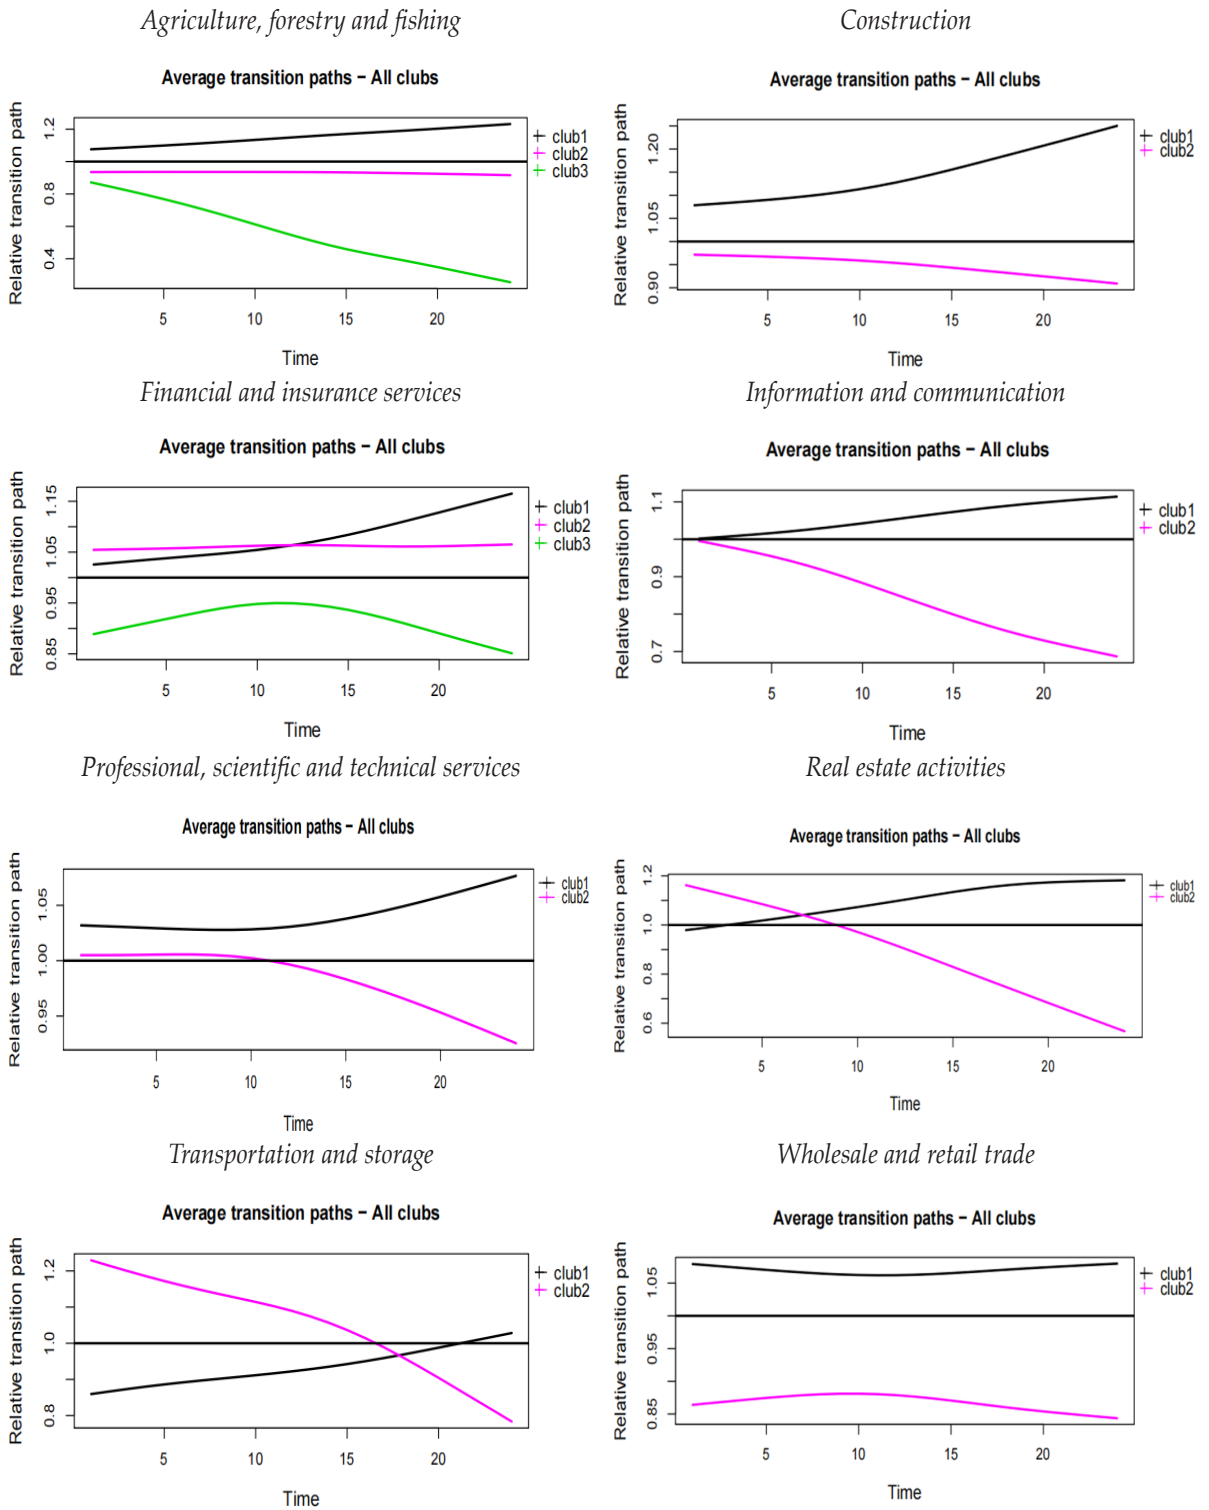 Agriculture, forestry and fishing
Average transition paths − All clubs
Relative transition path
1.2
0.8
0.4
5 10 15 20
Time
club1
club2
club3
Construction
Average transition paths − All clubs
Relative transition path
1.20
1.05
0.90
5 10 15 20
Time
club1
club2
Financial and insurance services
Average transition paths − All clubs
Relative transition path
1.15
1.05
0.95
0.85
5 10 15 20
Time
club1
club2
club3
Information and communication
Average transition paths − All clubs
Relative transition path
1.1
0.9
0.7
5 10 15 20
Time
club1
club2
Professional, scientific and technical services
Average transition paths − All clubs
Relative transition path
1.05
1.00
0.95
5 10 15 20
Time
club1
club2
Real estate activities
Average transition paths − All clubs
Relative transition path
1.2
1.0
0.8
0.6
5 10 15 20
Time
club1
club2
Transportation and storage
Average transition paths − All clubs
Relative transition path
1.2
1.0
0.8
5 10 15 20
Time
club1
club2
Wholesale and retail trade
Average transition paths − All clubs
Relative transition path
1.05
0.95
0.85
5 10 15 20
Time
club1
club2